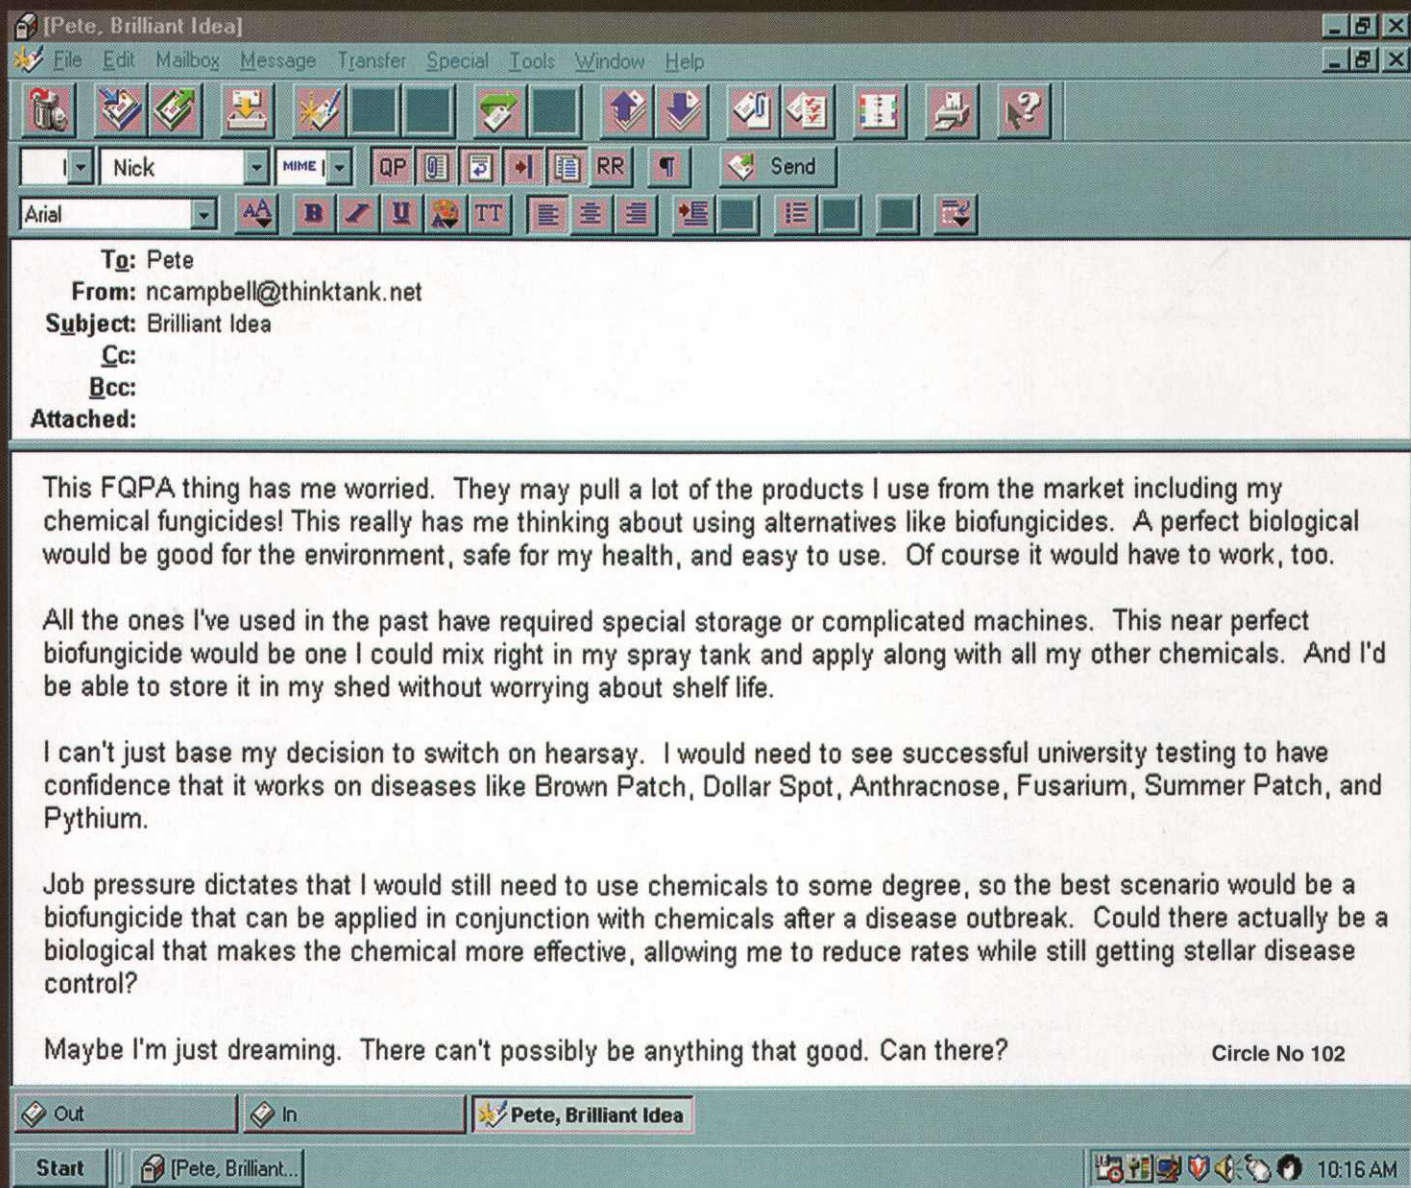 [Pete, Brilliant Idea]
File Edit Mailbox Message Transfer Special Tools Window Help
Nick MIME QP RR Send
Arial B I U TT
To: Pete
From: ncampbell@thinktank.net
Subject: Brilliant Idea
Cc:
Bcc:
Attached:
This FQPA thing has me worried. They may pull a lot of the products I use from the market including my
chemical fungicides! This really has me thinking about using alternatives like biofungicides. A perfect biological
would be good for the environment, safe for my health, and easy to use. Of course it would have to work, too.
All the ones I've used in the past have required special storage or complicated machines. This near perfect
biofungicide would be one I could mix right in my spray tank and apply along with all my other chemicals. And I'd
be able to store it in my shed without worrying about shelf life.
I can't just base my decision to switch on hearsay. I would need to see successful university testing to have
confidence that it works on diseases like Brown Patch, Dollar Spot, Anthracnose, Fusarium, Summer Patch, and
Pythium.
Job pressure dictates that I would still need to use chemicals to some degree, so the best scenario would be a
biofungicide that can be applied in conjunction with chemicals after a disease outbreak. Could there actually be a
biological that makes the chemical more effective, allowing me to reduce rates while still getting stellar disease
control?
Maybe I'm just dreaming. There can't possibly be anything that good. Can there?
Circle No 102
Out In Pete, Brilliant Idea
Start [Pete, Brilliant... 10:16 AM